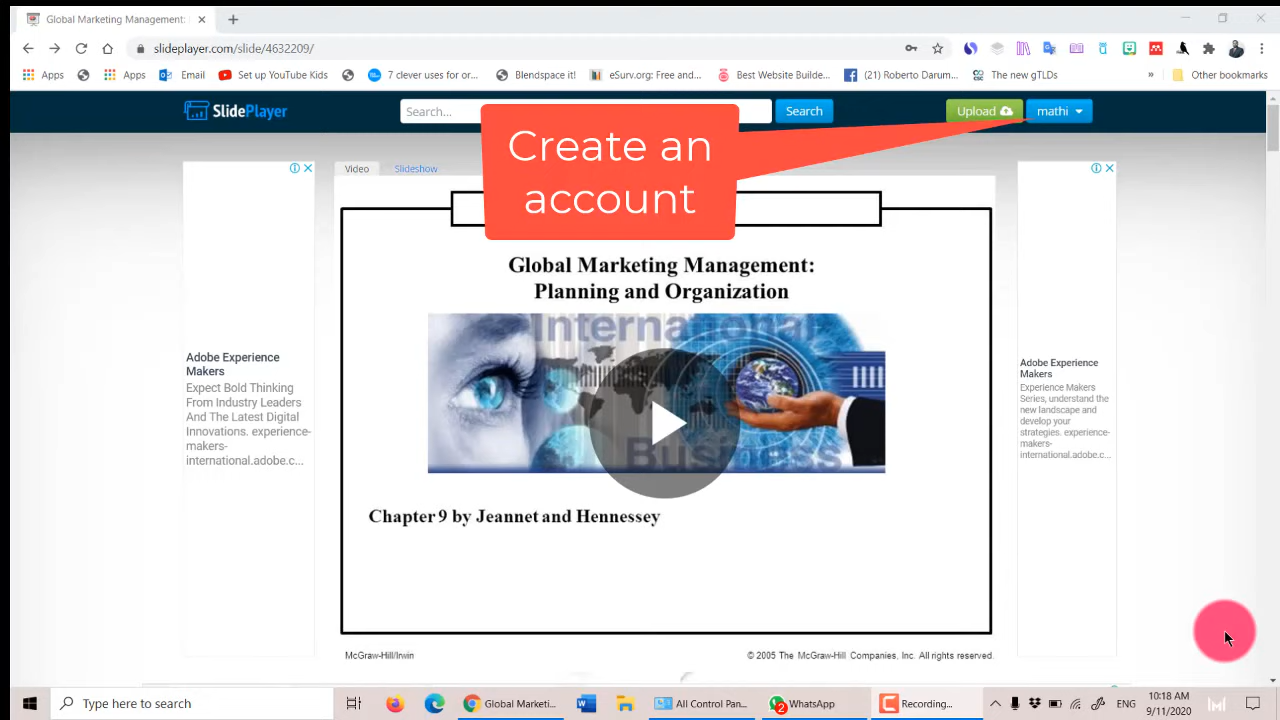 Global Marketing Management:
slideplayer.com/slide/4632209/
Apps
Apps
Email
Set up YouTube Kids
7 clever uses for or...
Blendspace it!
eSurv.org: Free and...
Best Website Builde...
(21) Roberto Darum...
The new gTLDs
»
Other bookmarks
SlidePlayer
Search...
Search
Upload
mathi
Create an
account
Video
Slideshow
Global Marketing Management:
Planning and Organization
International
Business
Chapter 9 by Jeannet and Hennessey
McGraw-Hill/Irwin
© 2005 The McGraw-Hill Companies, Inc. All rights reserved.
Adobe Experience
Makers
Expect Bold Thinking
From Industry Leaders
And The Latest Digital
Innovations. experience-
makers-
international.adobe.c...
Adobe Experience
Makers
Experience Makers
Series, understand the
new landscape and
develop your
strategies. experience-
makers-
international.adobe.c...
Type here to search
Global Marketi...
All Control Pan...
2
WhatsApp
Recording...
10:18 AM
9/11/2020